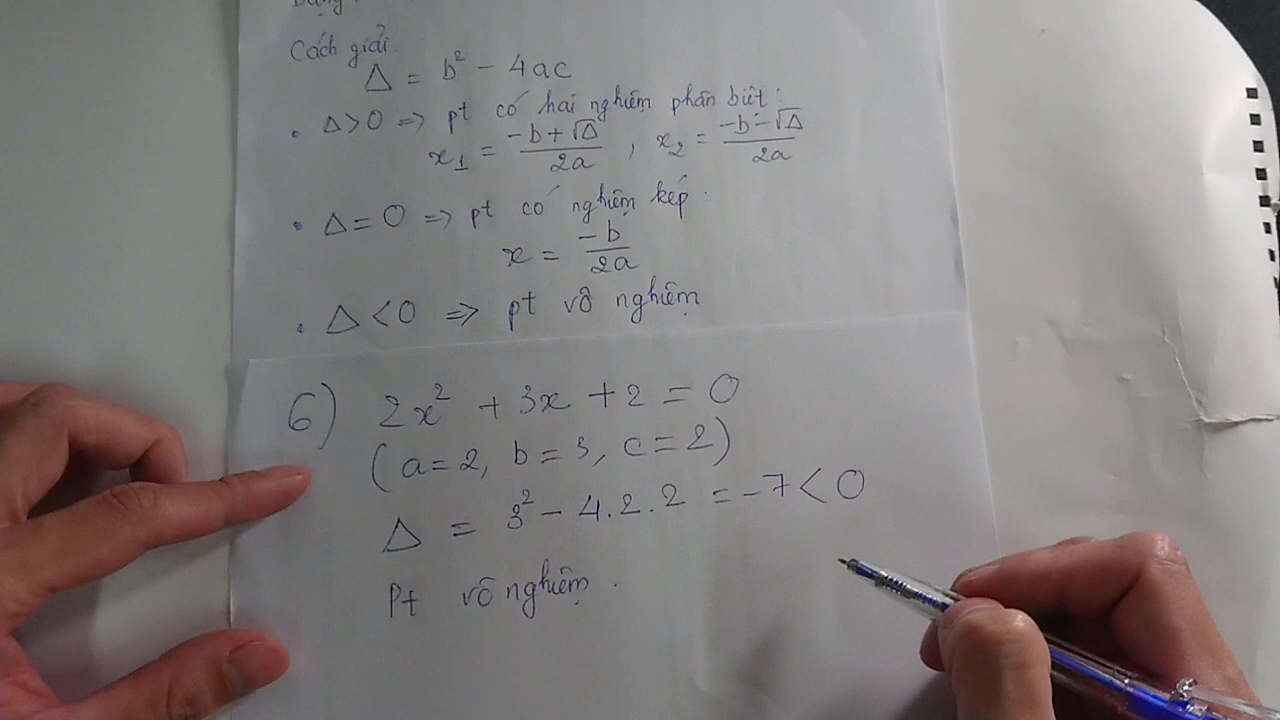 Cách giải
Δ = b² - 4ac
• Δ > 0 => pt có hai nghiệm phân biệt:
x₁ = (-b + √Δ)/2a , x₂ = (-b - √Δ)/2a
• Δ = 0 => pt có nghiệm kép.
x = -b/2a
• Δ < 0 => pt vô nghiệm
6) 2x² + 3x + 2 = 0
(a = 2, b = 3, c = 2)
Δ = 3² - 4.2.2 = -7 < 0
Pt vô nghiệm.